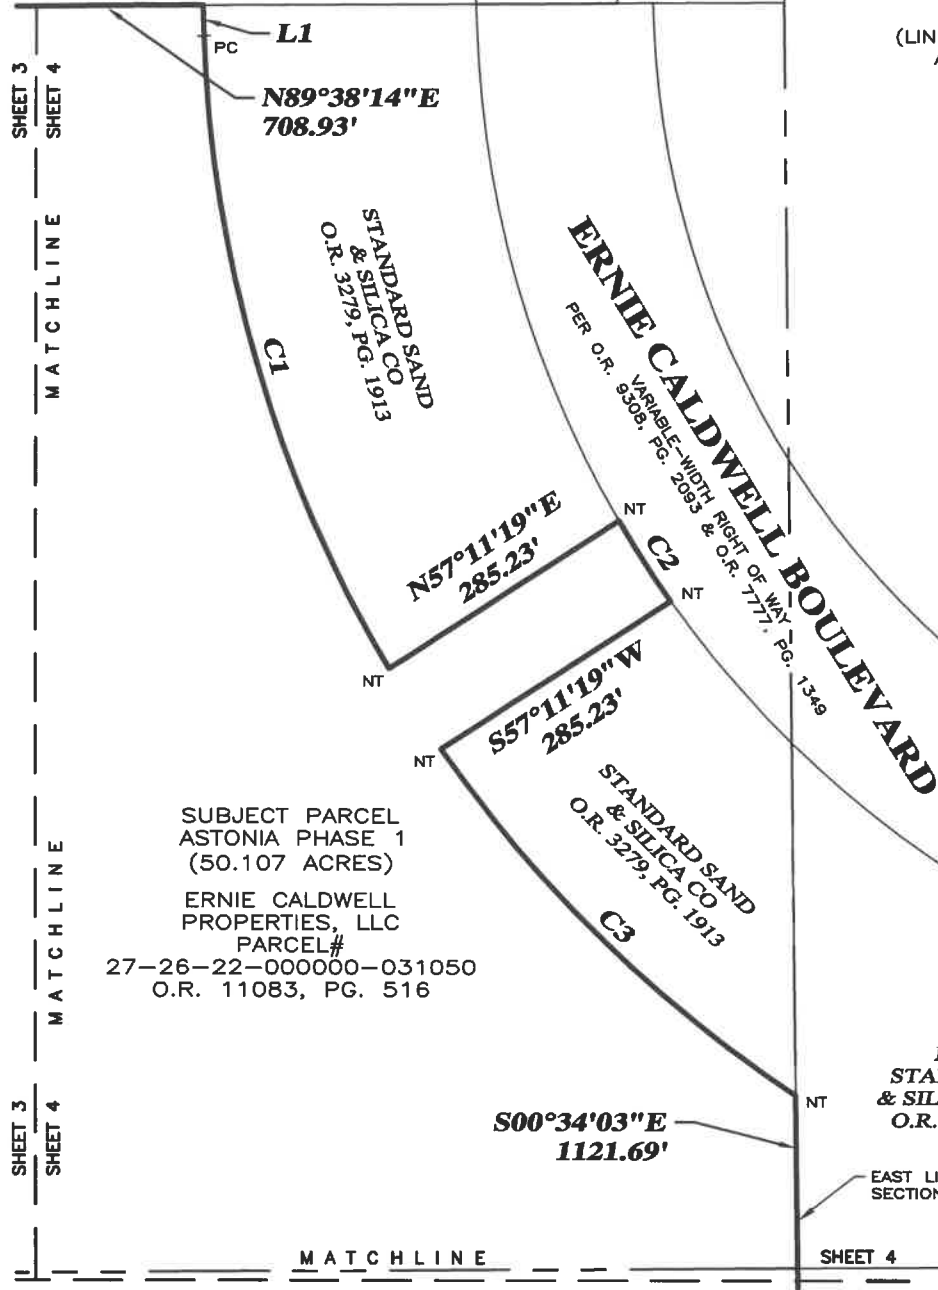 L1
PC
(LIN
N89°38'14"E
708.93'
SHEET 3
SHEET 4
MATCHLINE
STANDARD SAND
& SILICA CO
O.R. 3279, PG. 1913
C1
ERNIE CALDWELL BOULEVARD
VARIABLE-WIDTH RIGHT OF WAY
PER O.R. 9308, PG. 2093 & O.R. 7777, PG. 1349
NT
N57°11'19"E
285.23'
C2
NT
NT
S57°11'19"W
285.23'
NT
STANDARD SAND
& SILICA CO
O.R. 3279, PG. 1913
SUBJECT PARCEL
ASTONIA PHASE 1
(50.107 ACRES)
ERNIE CALDWELL
PROPERTIES, LLC
PARCEL#
27-26-22-000000-031050
O.R. 11083, PG. 516
MATCHLINE
C3
STA
& SIL
O.R.
NT
SHEET 3
SHEET 4
S00°34'03"E
1121.69'
EAST LI
SECTION
MATCHLINE
SHEET 4